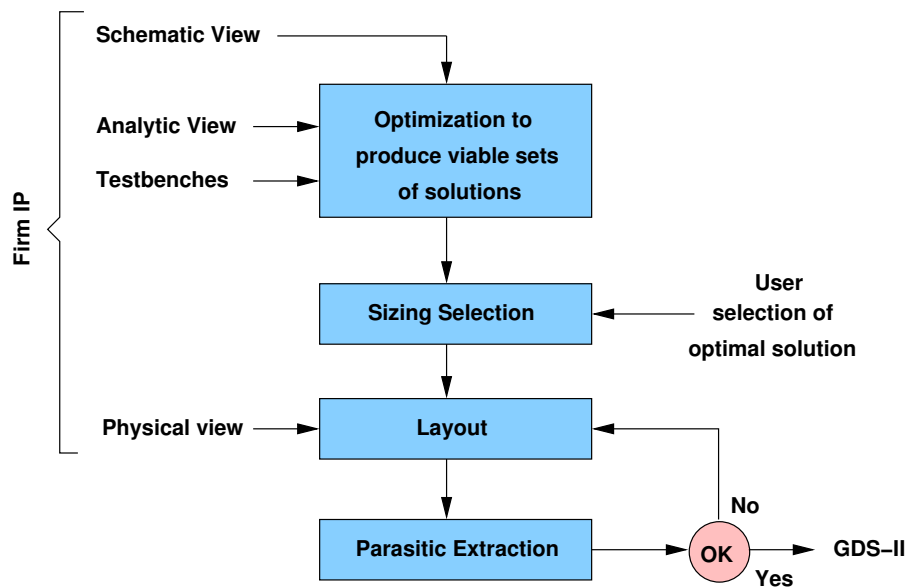 Schematic View
Analytic View
Testbenches
Firm IP
Optimization to
produce viable sets
of solutions
Sizing Selection
User
selection of
optimal solution
Physical view
Layout
No
Parasitic Extraction
OK
GDS−II
Yes